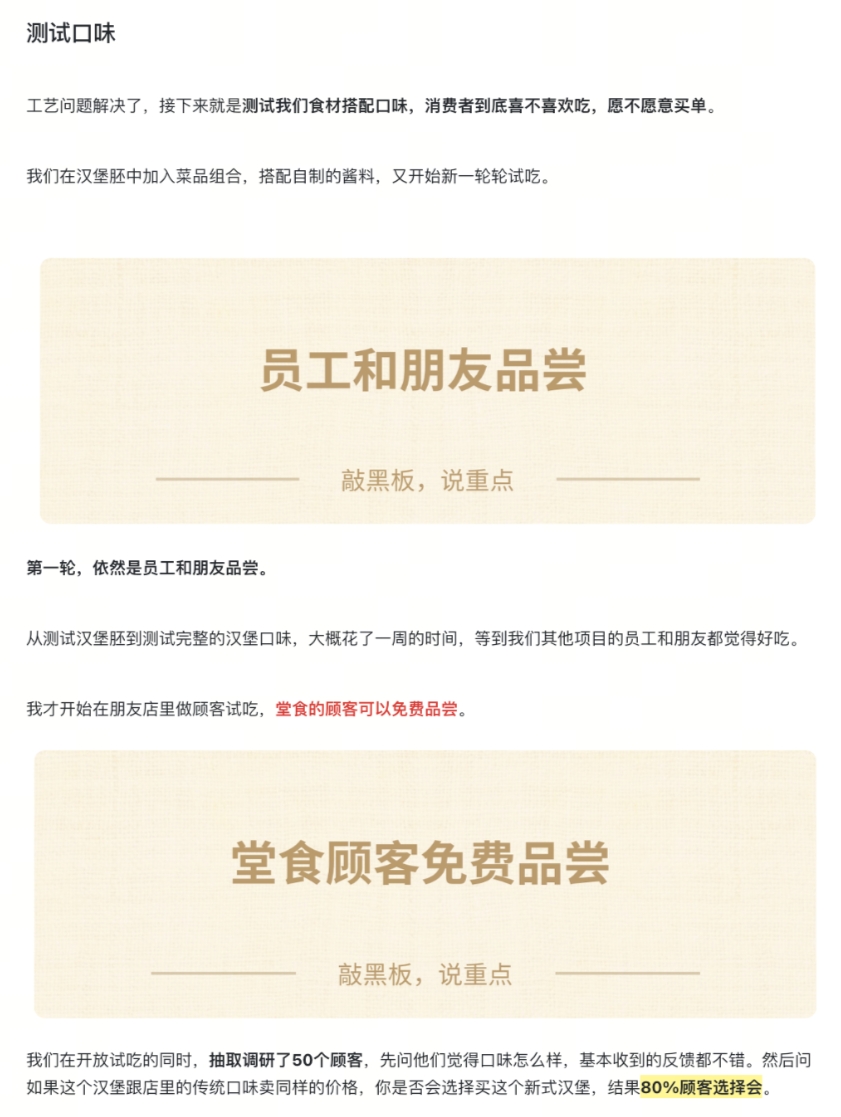 测试口味
工艺问题解决了，接下来就是测试我们食材搭配口味，消费者到底喜不喜欢吃，愿不愿意买单。
我们在汉堡胚中加入菜品组合，搭配自制的酱料，又开始新一轮轮试吃。
员工和朋友品尝
敲黑板，说重点
第一轮，依然是员工和朋友品尝。
从测试汉堡胚到测试完整的汉堡口味，大概花了一周的时间，等到我们其他项目的员工和朋友都觉得好吃。
我才开始在朋友店里做顾客试吃，堂食的顾客可以免费品尝。
堂食顾客免费品尝
敲黑板，说重点
我们在开放试吃的同时，抽取调研了50个顾客，先问他们觉得口味怎么样，基本收到的反馈都不错。然后问
如果这个汉堡跟店里的传统口味卖同样的价格，你是否会选择买这个新式汉堡，结果80%顾客选择会。